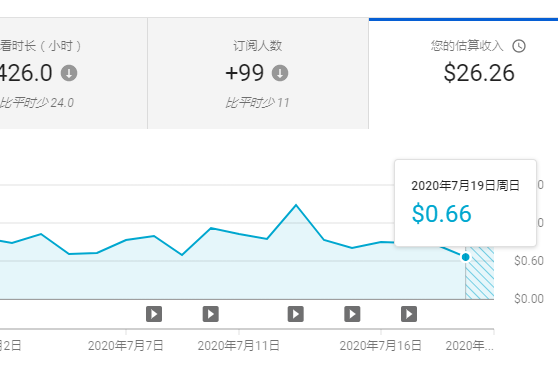 看时长（小时）
426.0
比平时少 24.0
订阅人数
+99
比平时少 11
您的估算收入
$26.26
2020年7月19日周日
$0.66
$0.60
$0.00
月2日
2020年7月7日
2020年7月11日
2020年7月16日
2020年...